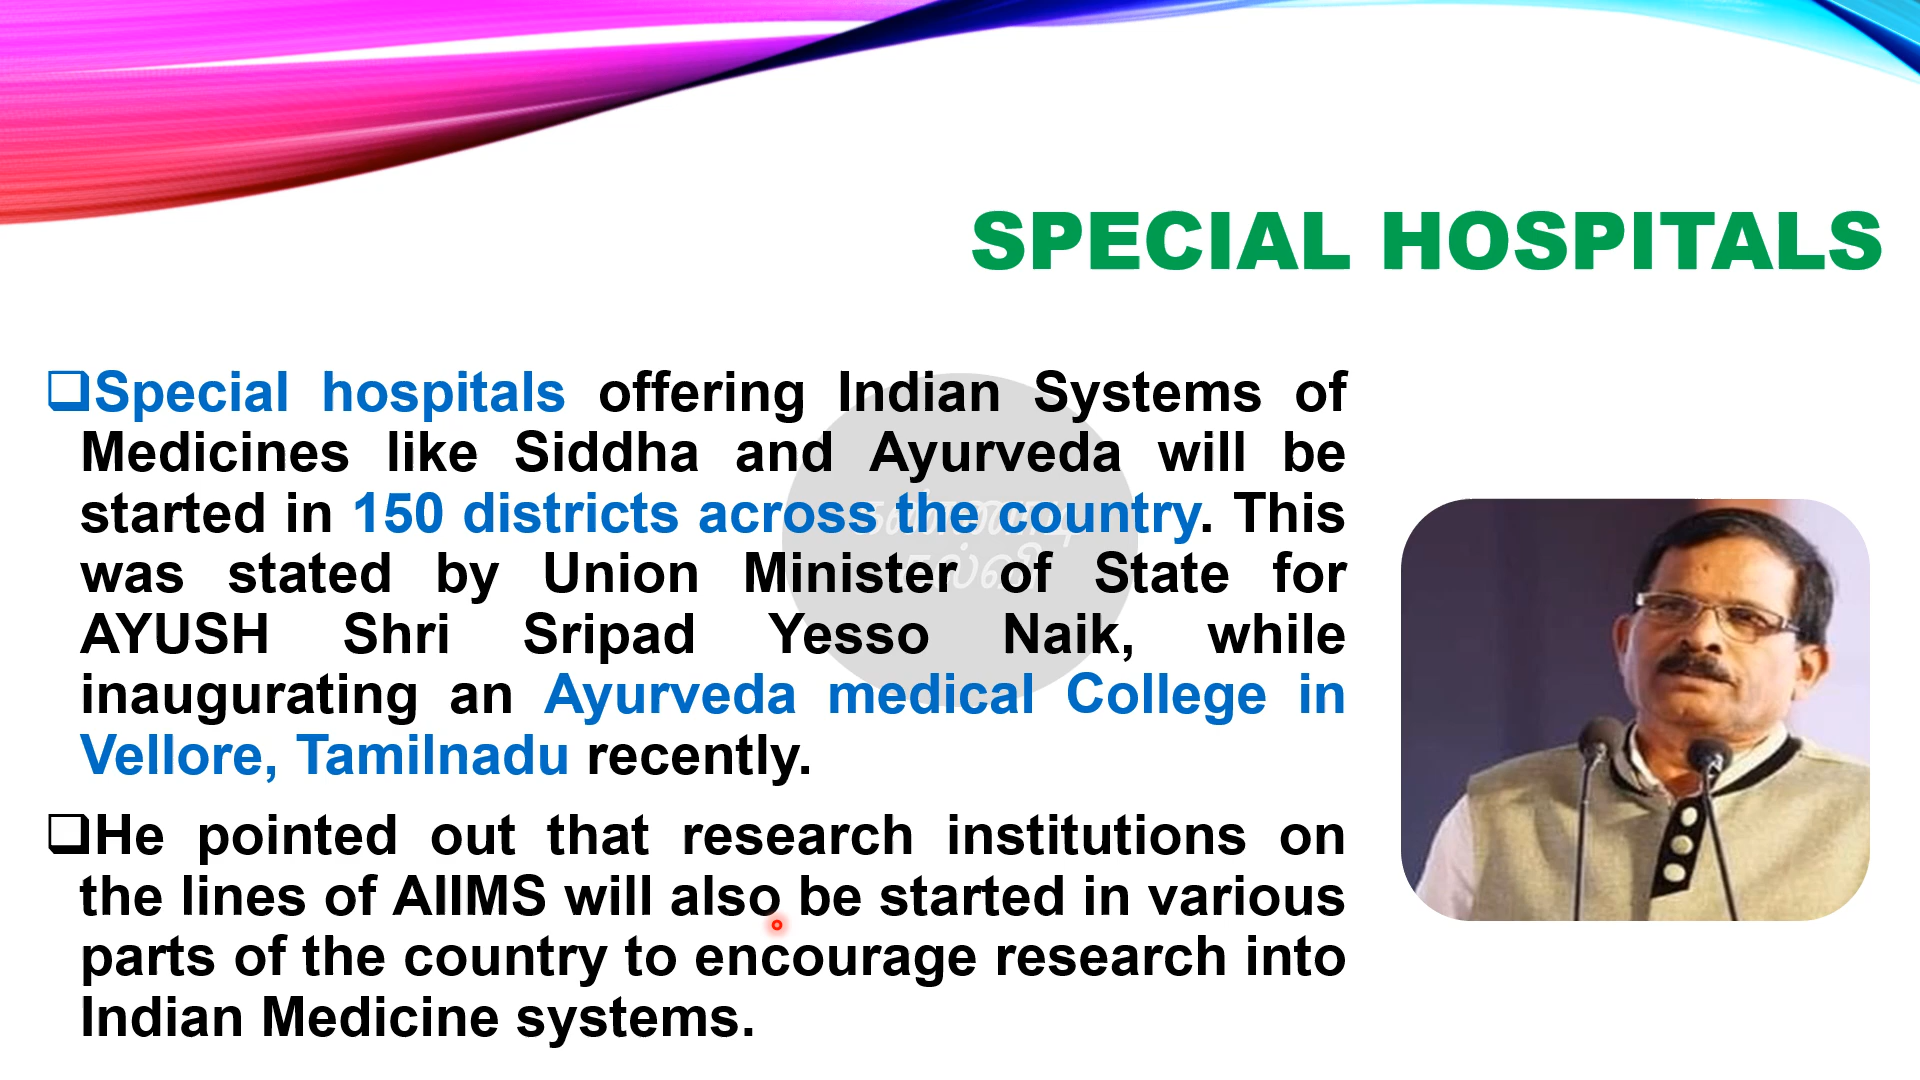 SPECIAL HOSPITALS
❑Special hospitals offering Indian Systems of
Medicines like Siddha and Ayurveda will be
started in 150 districts across the country. This
was stated by Union Minister of State for
AYUSH Shri Sripad Yesso Naik, while
inaugurating an Ayurveda medical College in
Vellore, Tamilnadu recently.
❑He pointed out that research institutions on
the lines of AIIMS will also be started in various
parts of the country to encourage research into
Indian Medicine systems.